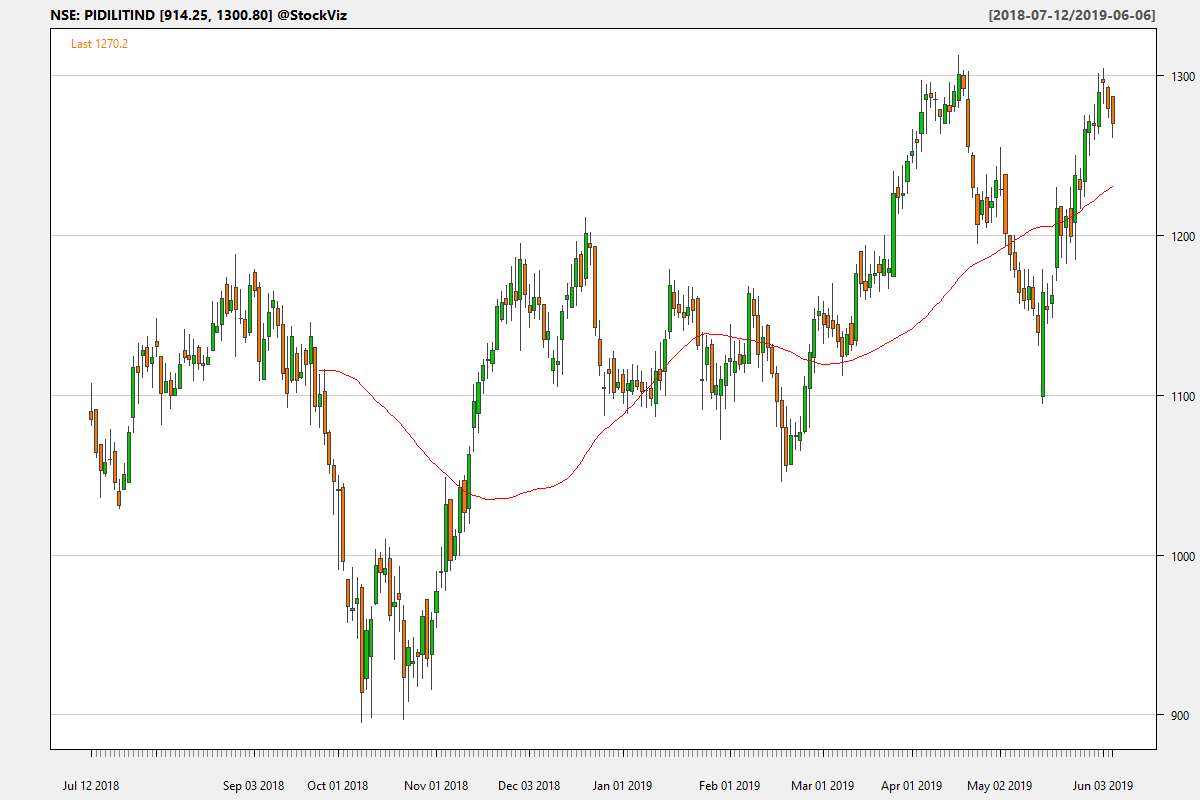 NSE: PIDILITIND [914.25, 1300.80] @StockViz [2018-07-12/2019-06-06]
Last 1270.2
1300
1200
1100
1000
900
Jul 12 2018 Sep 03 2018 Oct 01 2018 Nov 01 2018 Dec 03 2018 Jan 01 2019 Feb 01 2019 Mar 01 2019 Apr 01 2019 May 02 2019 Jun 03 2019